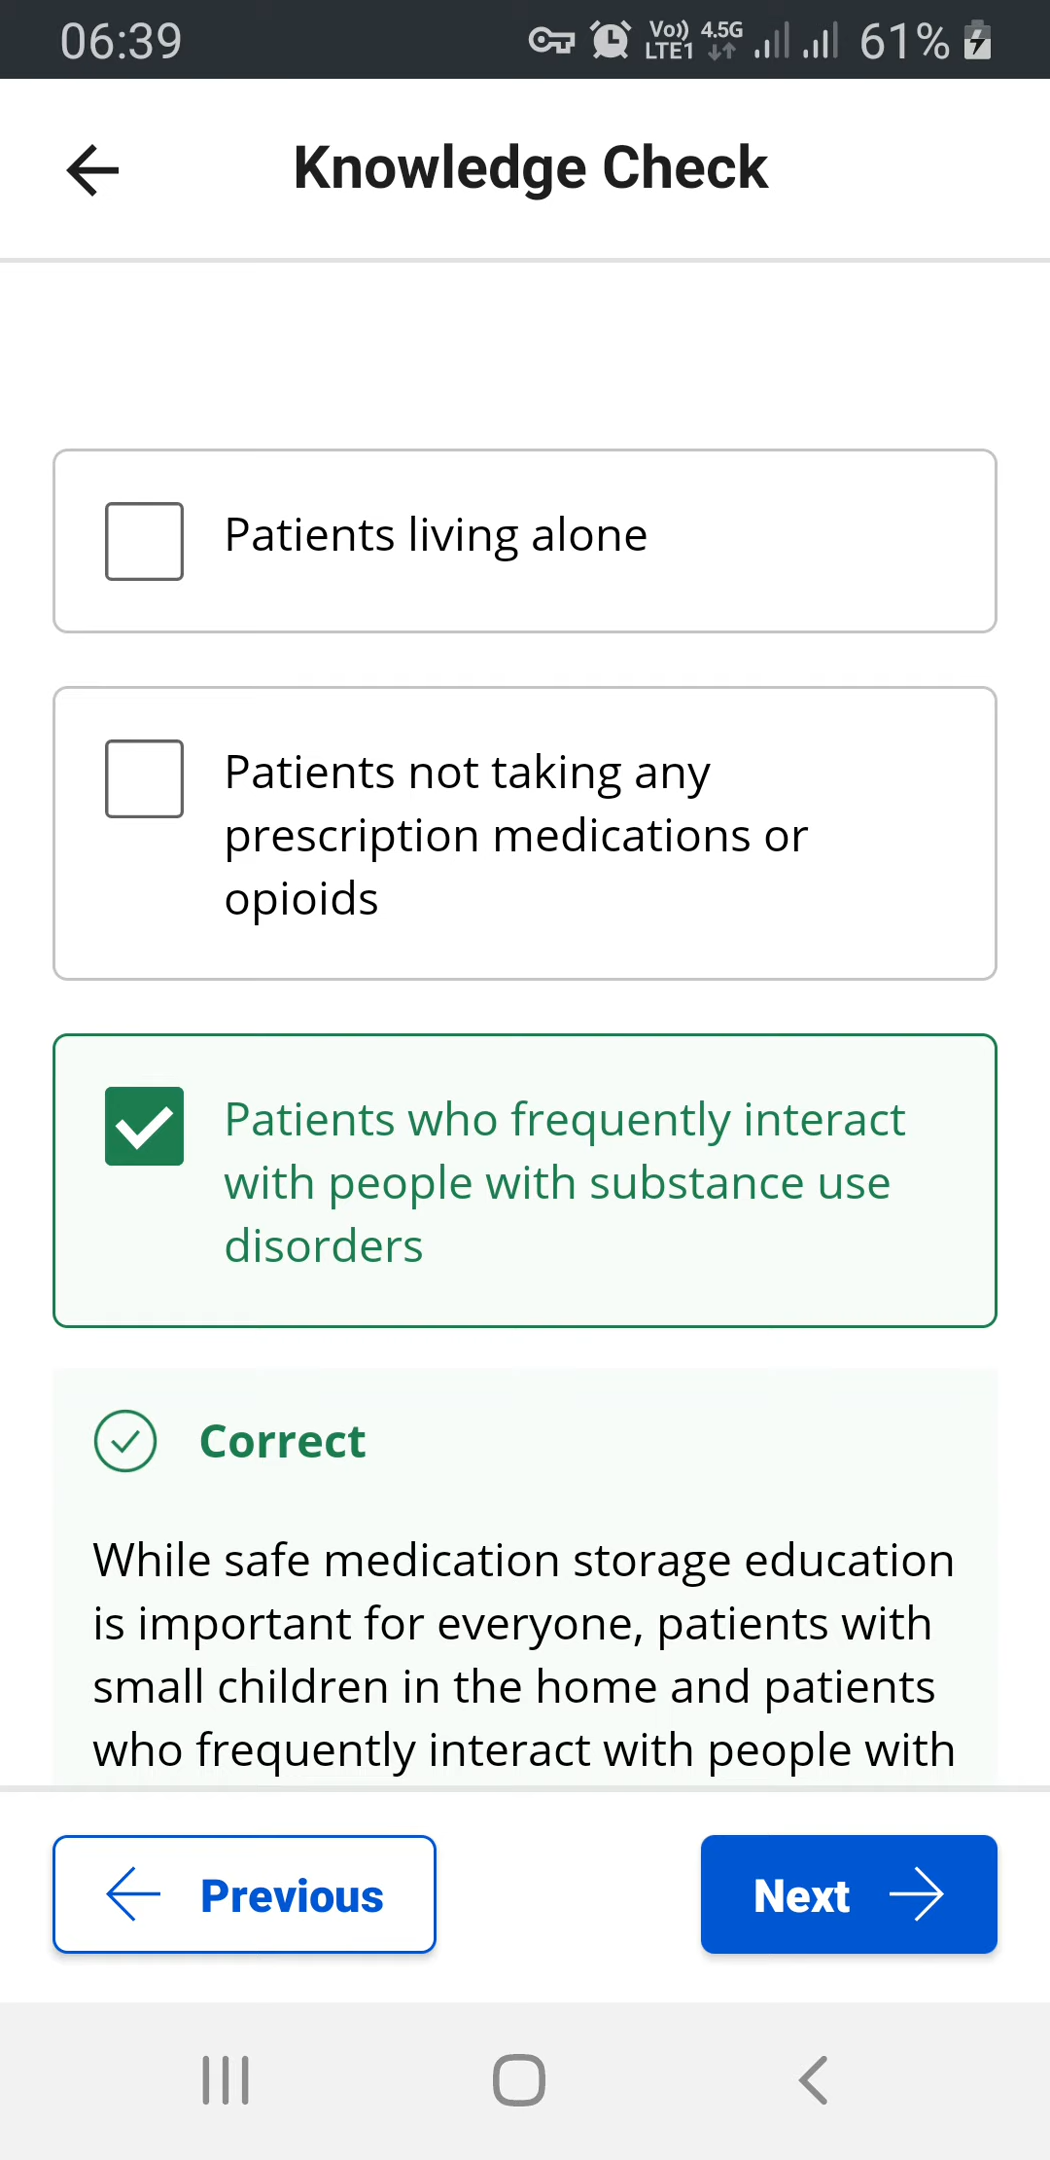 06:39
Vo)) 4.5G
LTE1
61%
Knowledge Check
Patients living alone
Patients not taking any
prescription medications or
opioids
Patients who frequently interact
with people with substance use
disorders
Correct
While safe medication storage education
is important for everyone, patients with
small children in the home and patients
who frequently interact with people with
Previous
Next